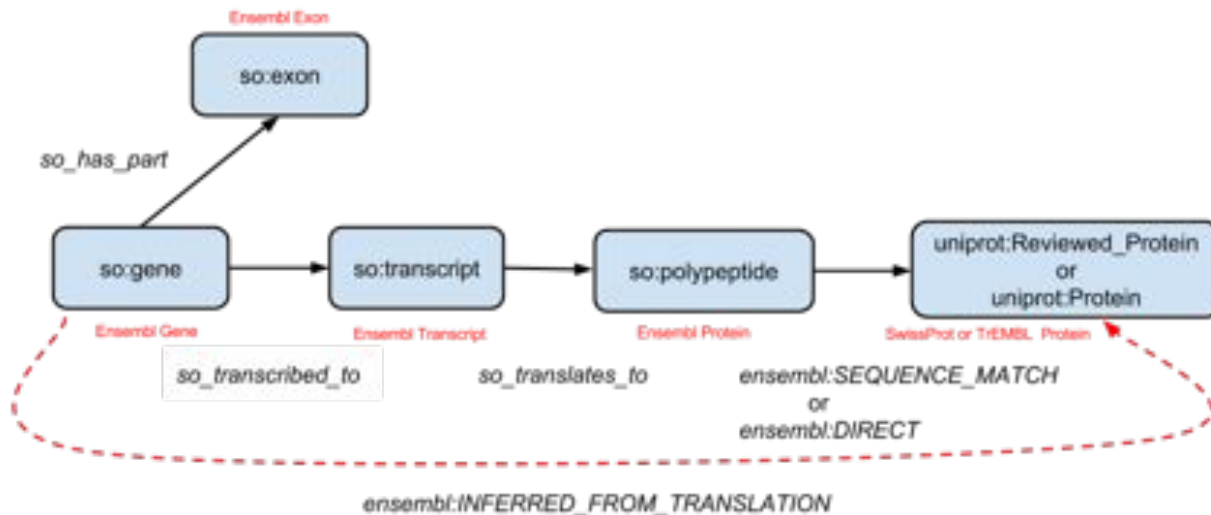 Ensembl Exon
so:exon
so_has_part
so:gene
so:transcript
so:polypeptide
uniprot:Reviewed_Protein
or
uniprot:Protein
Ensembl Gene
Ensembl Transcript
Ensembl Protein
SwissProt or TrEMBL Protein
so_transcribed_to
so_translates_to
ensembl:SEQUENCE_MATCH
or
ensembl:DIRECT
ensembl:INFERRED_FROM_TRANSLATION